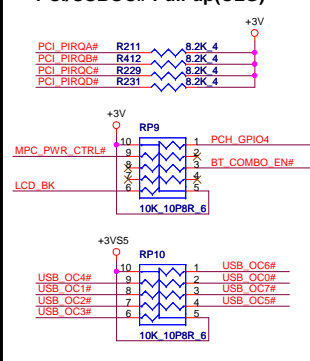 PCI/USBOC# Pull-up(CLG)
+3V
PCI_PIRQA# R211 8.2K_4
PCI_PIRQB# R412 8.2K_4
PCI_PIRQC# R229 8.2K_4
PCI_PIRQD# R231 8.2K_4
+3V
RP9
10 1 PCH_GPIO4
MPC_PWR_CTRL# 9 2
8 3 BT_COMBO_EN#
7 4
LCD_BK 6 5
10K_10P8R_6
+3VS5
RP10
10 1 USB_OC6#
USB_OC4# 9 2 USB_OC0#
USB_OC1# 8 3 USB_OC7#
USB_OC2# 7 4 USB_OC5#
USB_OC3# 6 5
10K_10P8R_6